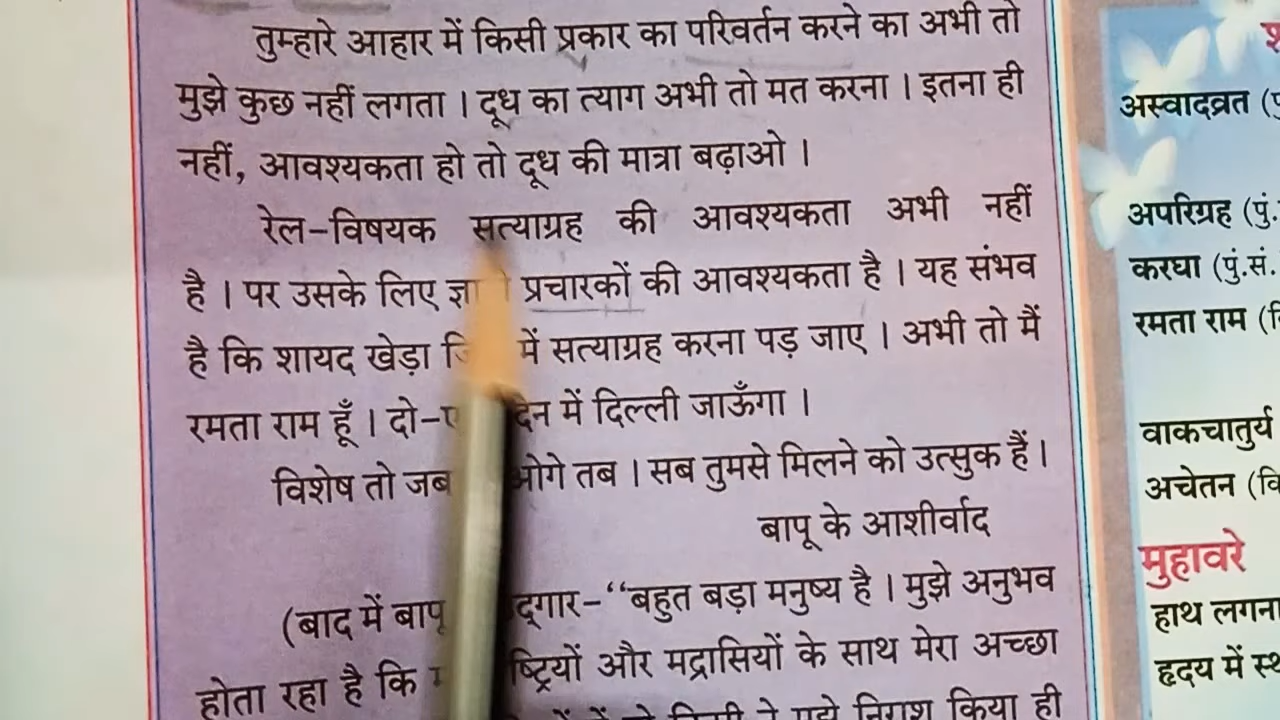 तुम्हारे आहार में किसी प्रकार का परिवर्तन करने का अभी तो
मुझे कुछ नहीं लगता । दूध का त्याग अभी तो मत करना । इतना ही
नहीं, आवश्यकता हो तो दूध की मात्रा बढ़ाओ ।
रेल-विषयक सत्याग्रह की आवश्यकता अभी नहीं
है । पर उसके लिए प्रचारकों की आवश्यकता है । यह संभव
है कि शायद खेड़ा में सत्याग्रह करना पड़ जाए । अभी तो मैं
रमता राम हूँ । दो- में दिल्ली जाऊँगा ।
विशेष तो जब तब । सब तुमसे मिलने को उत्सुक हैं ।
बापू के आशीर्वाद
(बाद में बापू -“बहुत बड़ा मनुष्य है । मुझे अनुभव
होता रहा है कि और मद्रासियों के साथ मेरा अच्छा
मुझे निराश किया ही
अस्वादव्रत
अपरिग्रह (पुं.
करघा (पुं.सं.
रमता राम
वाकचातुर्य
अचेतन
मुहावरे
हाथ लगना
हृदय में